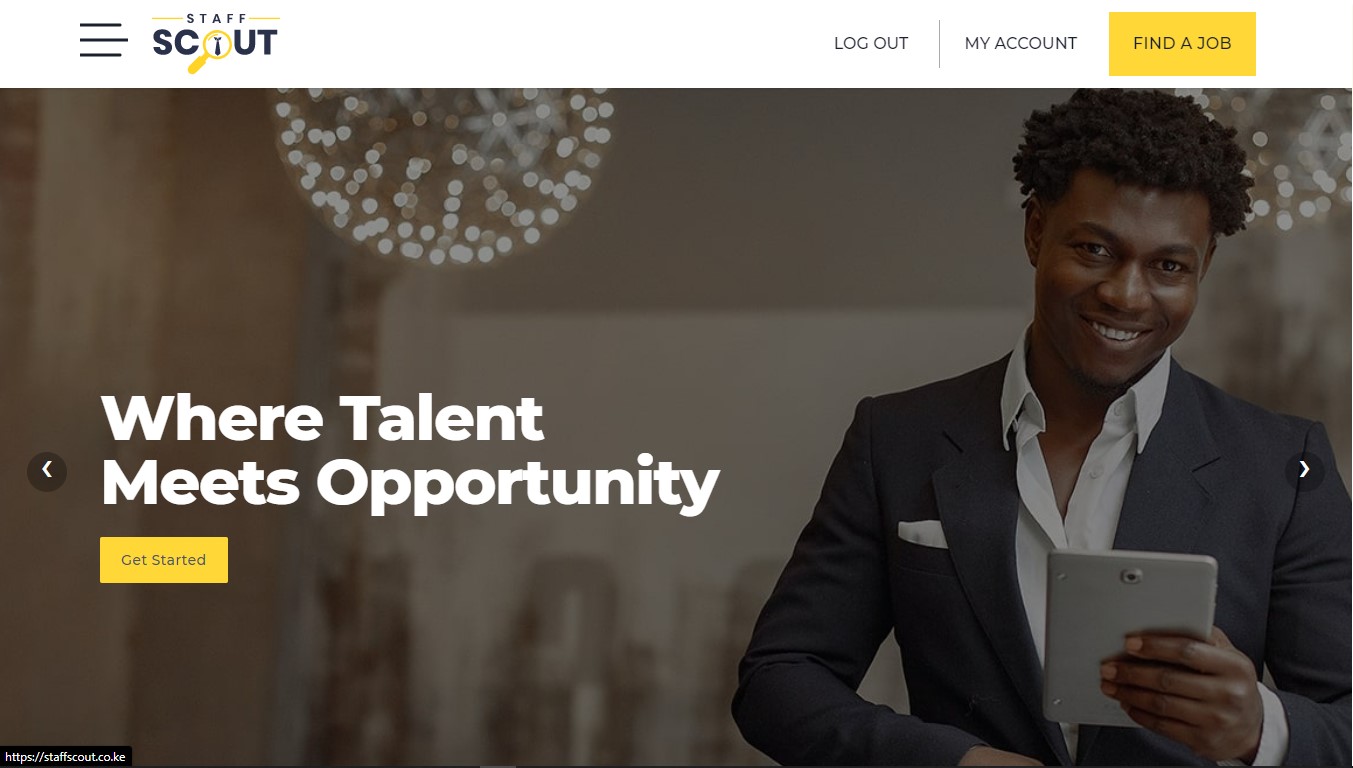 STAFF
SCOUT
LOG OUT
MY ACCOUNT
FIND A JOB
Where Talent
Meets Opportunity
Get Started
https://staffscout.co.ke